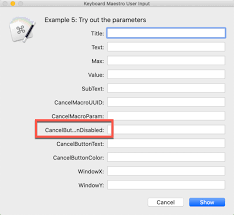 Keyboard Maestro User Input
Example 5: Try out the parameters
Title:
Text:
Max:
Value:
SubText:
CancelMacroUUID:
CancelMacroParam:
CancelBut...nDisabled:
CancelButtonText:
CancelButtonColor:
WindowX:
WindowY:
Cancel Show